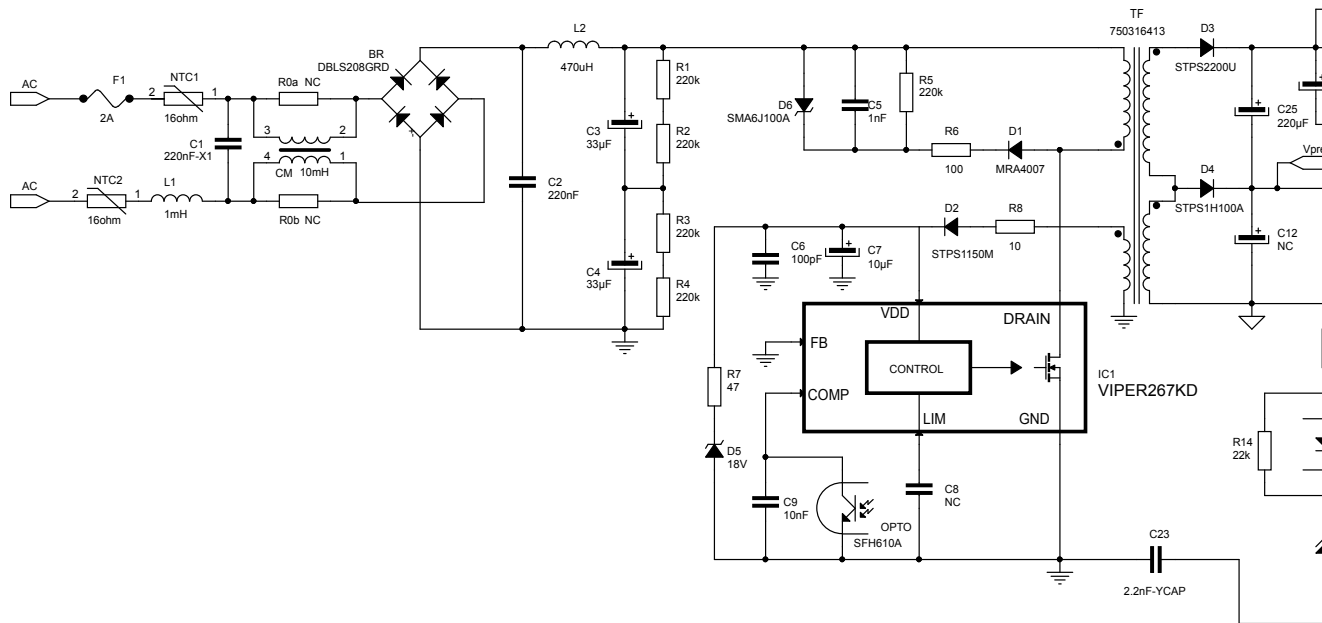 TF
750316413
L2
470uH
BR
DBLS208GRD
D3
STPS2200U
AC
F1
2A
NTC1
2
1
16ohm
R0a NC
C1
220nF-X1
3
2
4
1
CM
10mH
R0b NC
AC
2
NTC2
1
16ohm
L1
1mH
+
C2
220nF
+
C3
33µF
R1
220k
R2
220k
+
C4
33µF
R3
220k
R4
220k
D6
SMA6J100A
C5
1nF
R5
220k
R6
100
D1
MRA4007
+
C25
220µF
+
Vpre
D4
STPS1H100A
+
C12
NC
D2
STPS1150M
R8
10
C6
100pF
+
C7
10µF
VDD
DRAIN
FB
CONTROL
COMP
LIM
GND
IC1
VIPER267KD
R7
47
D5
18V
C9
10nF
OPTO
SFH610A
C8
NC
R14
22k
C23
2.2nF-YCAP